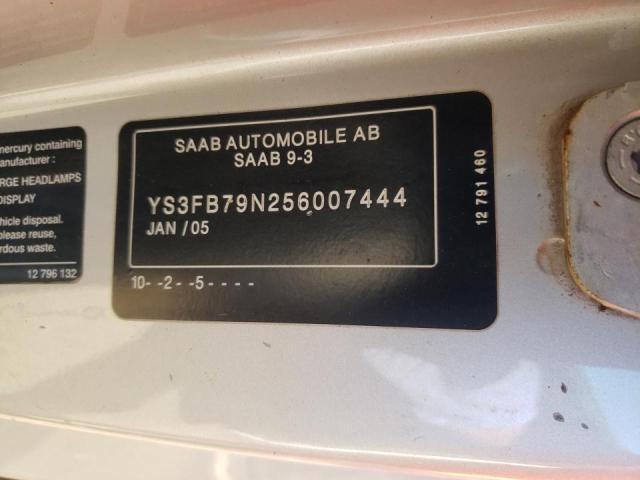 mercury containing
anufacturer :
RGE HEADLAMPS
DISPLAY
hicle disposal.
please reuse,
rdous waste.
12 796 132
SAAB AUTOMOBILE AB
SAAB 9-3
YS3FB79N256007444
JAN /05
10- -2- -5- - - -
12 791 460